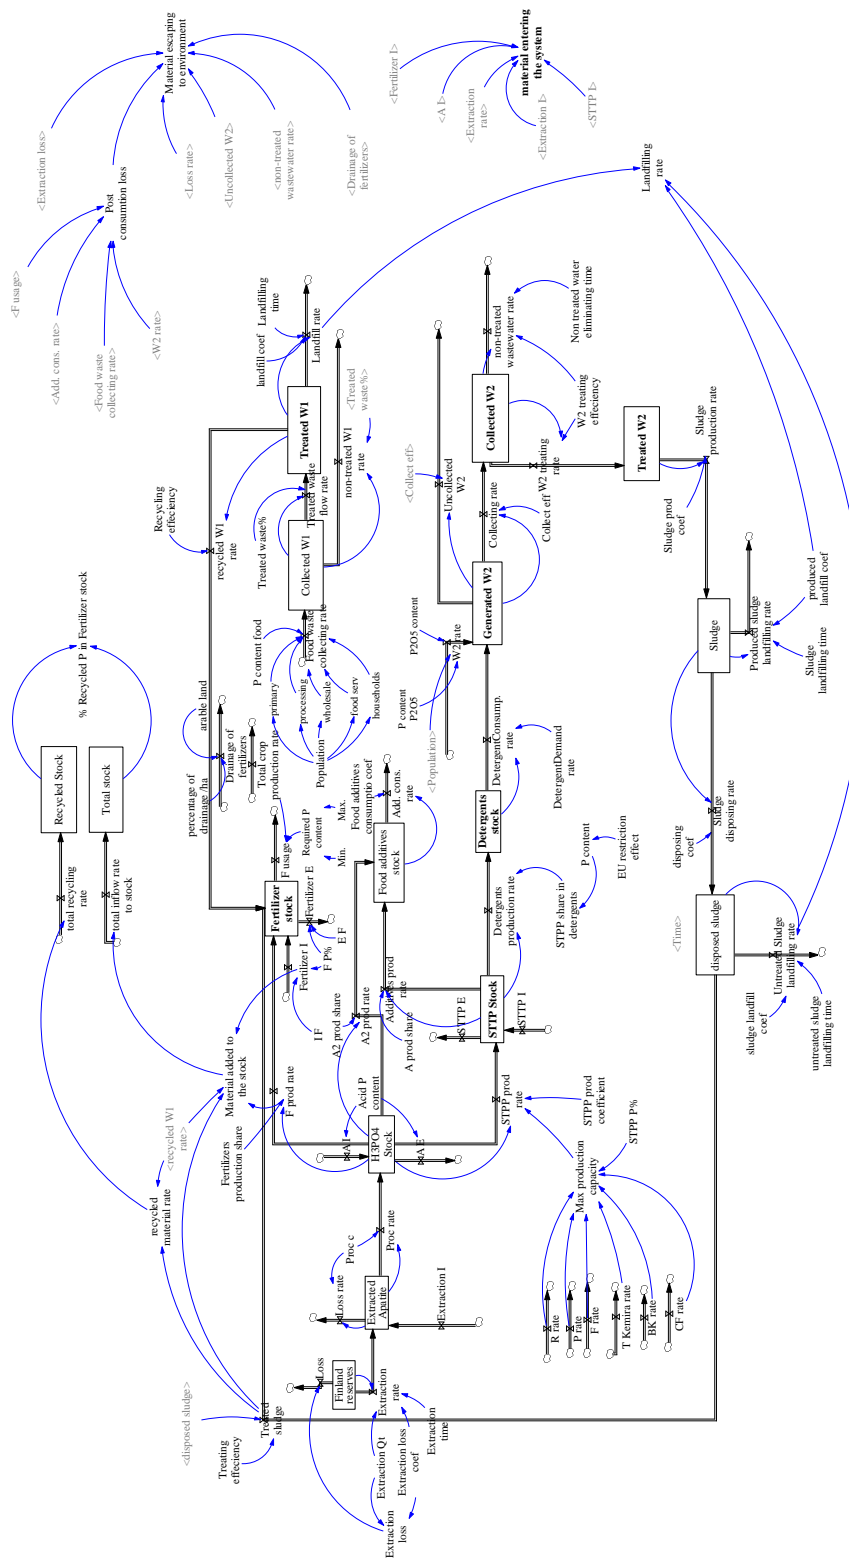 <F usage>
<Extraction loss>
<Add. cons. rate>
<Food waste
collecting rate>
<W2 rate>
Post
consumtion loss
Material escaping
to environment
<Loss rate>
<Uncollected W2>
<non-treated
wastewater rate>
<Drainage of
fertilizers>
<Fertilizer I>
<A I>
<Extraction
rate>
<Extraction I>
<STTP I>
material entering
the system
Recycled Stock
total recycling
rate
Total stock
total inflow rate
to stock
% Recycled P in Fertilizer stock
recycled
material rate
<recycled W1
rate>
Material added to
the stock
<disposed sludge>
Treating
effeciency
Treated
sludge
Recycling
effeciency
recycled W1
rate
arable land
percentage of
drainage /ha
Drainage of
fertilizers
Total crop
production rate
Fertilizers
production share
F prod rate
Fertilizer
stock
Fertilizer I
I F
F P%
E F
Fertilizer E
F usage
Required P
content
Min.
Max.
Treated waste%
P content food
primary
processing
wholesale
food serv
households
Population
Food waste
collecting rate
Collected W1
Treated waste
flow rate
Treated W1
non-treated W1
rate
<Treated
waste%>
landfill coef
Landfilling
time
Landfill rate
Landfilling
rate
Extraction
loss
Extraction Qt
Extraction loss
coef
Extraction
time
Extraction
rate
Finland
reserves
Loss
Loss rate
Extracted
Apatite
Extraction I
Proc c
Proc rate
H3PO4
Stock
A I
A E
Acid P
content
A2 prod share
A2 prod rate
A prod share
Additives prod
rate
Food additives
stock
Food additives
consumptio coef
Add. cons.
rate
STPP prod
rate
STPP prod
coefficient
STPP P%
Max production
capacity
R rate
P rate
F rate
T Kemira rate
BK rate
CF rate
STTP Stock
STTP E
STTP I
Detergents
production rate
STPP share in
detergents
P content
EU restriction
effect
Detergents
stock
DetergentConsump.
rate
DetergentDemand
rate
<Population>
P content
P2O5
P2O5 content
W2 rate
Generated W2
<Collect eff>
Uncollected
W2
Collecting rate
Collect eff
Collected W2
non-treated
wastewater rate
Non treated water
eliminating time
W2 treating
effeciency
W2 treating
rate
Treated W2
Sludge
production rate
Sludge prod
coef
Sludge
Produced sludge
landfilling rate
produced
landfill coef
Sludge
landfilling time
disposing
coef
Sludge
disposing rate
<Time>
disposed sludge
Untreated Sludge
landfilling rate
sludge landfill
coef
untreated sludge
landfilling time